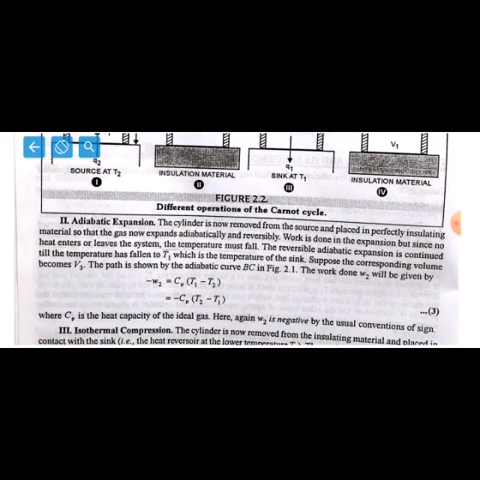 q2
SOURCE AT T2
I
INSULATION MATERIAL
II
q1
SINK AT T1
III
V1
INSULATION MATERIAL
IV
FIGURE 2.2.
Different operations of the Carnot cycle.
II. Adiabatic Expansion. The cylinder is now removed from the source and placed in perfectly insulating
material so that the gas now expands adiabatically and reversibly. Work is done in the expansion but since no
heat enters or leaves the system, the temperature must fall. The reversible adiabatic expansion is continued
till the temperature has fallen to T1 which is the temperature of the sink. Suppose the corresponding volume
becomes V3. The path is shown by the adiabatic curve BC in Fig. 2.1. The work done w2 will be given by
–w2 = Cv (T1 – T2)
= –Cv (T2 – T1) ...(3)
where Cv is the heat capacity of the ideal gas. Here, again w2 is negative by the usual conventions of sign.
III. Isothermal Compression. The cylinder is now removed from the insulating material and placed in
contact with the sink (i.e., the heat reversoir at the lower temperature